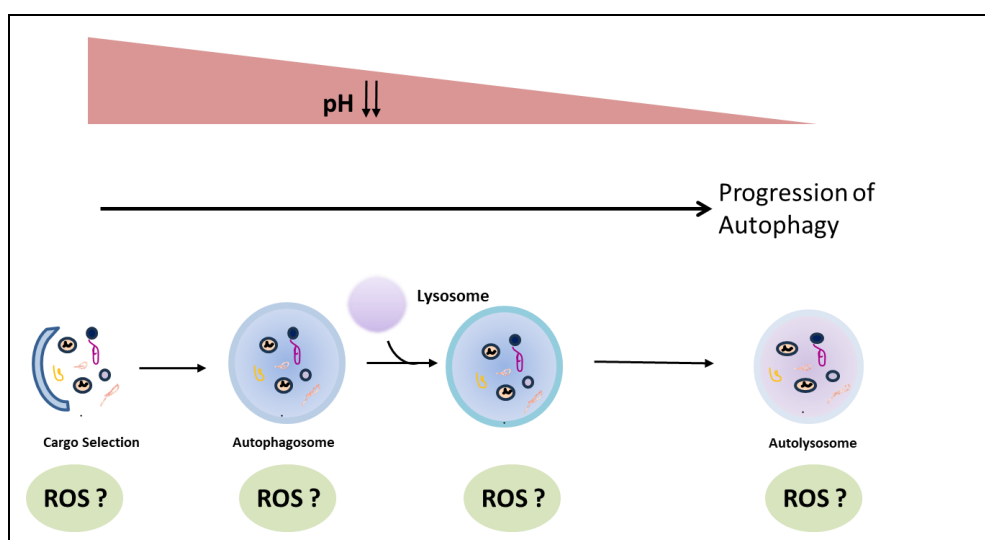 pH
Progression of
Autophagy
Lysosome
Cargo Selection
Autophagosome
Autolysosome
ROS ?
ROS ?
ROS ?
ROS ?